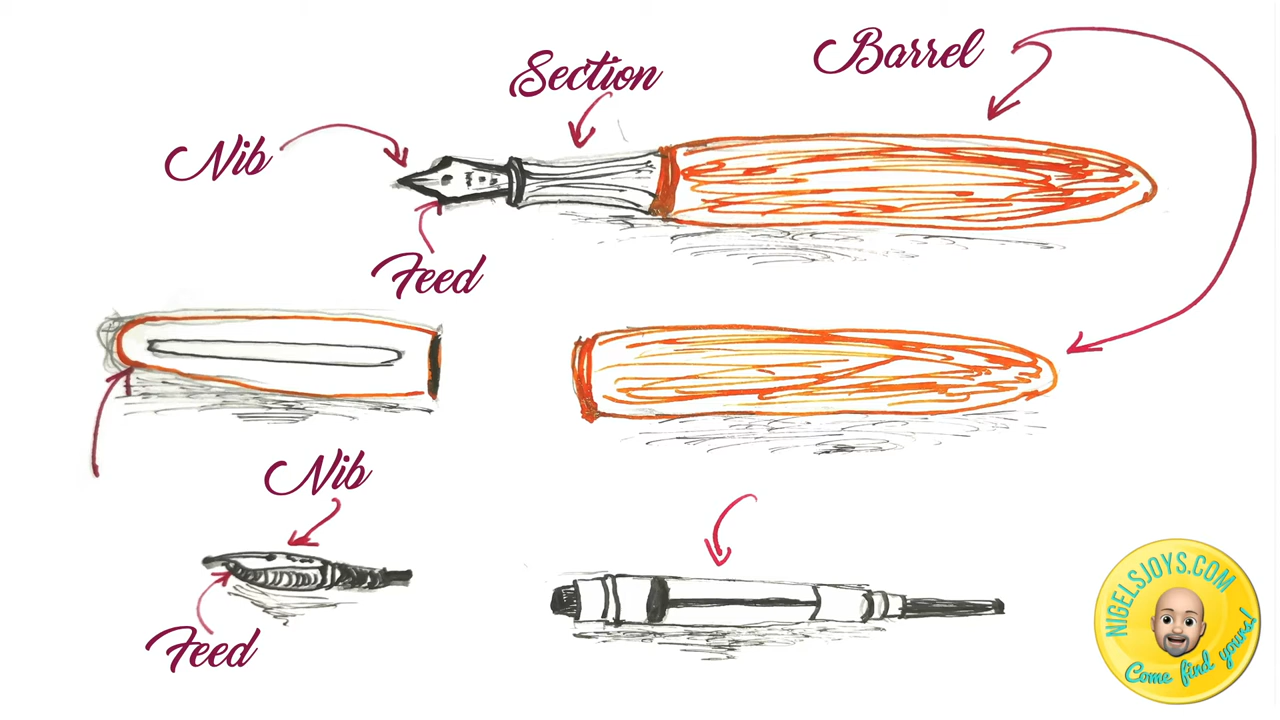 Barrel
Section
Nib
Feed
Nib
Feed
NIGELSJOYS.COM
Come find yours!